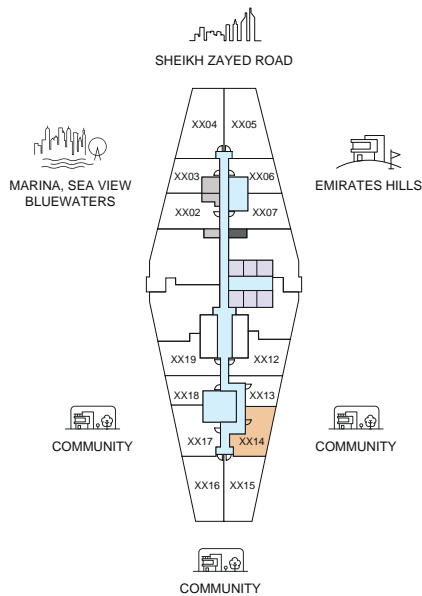 SHEIKH ZAYED ROAD
XX04 XX05
MARINA, SEA VIEW
BLUEWATERS
EMIRATES HILLS
XX03 XX06
XX02 XX07
XX19 XX12
XX18 XX13
XX17 XX14
COMMUNITY
COMMUNITY
XX16 XX15
COMMUNITY